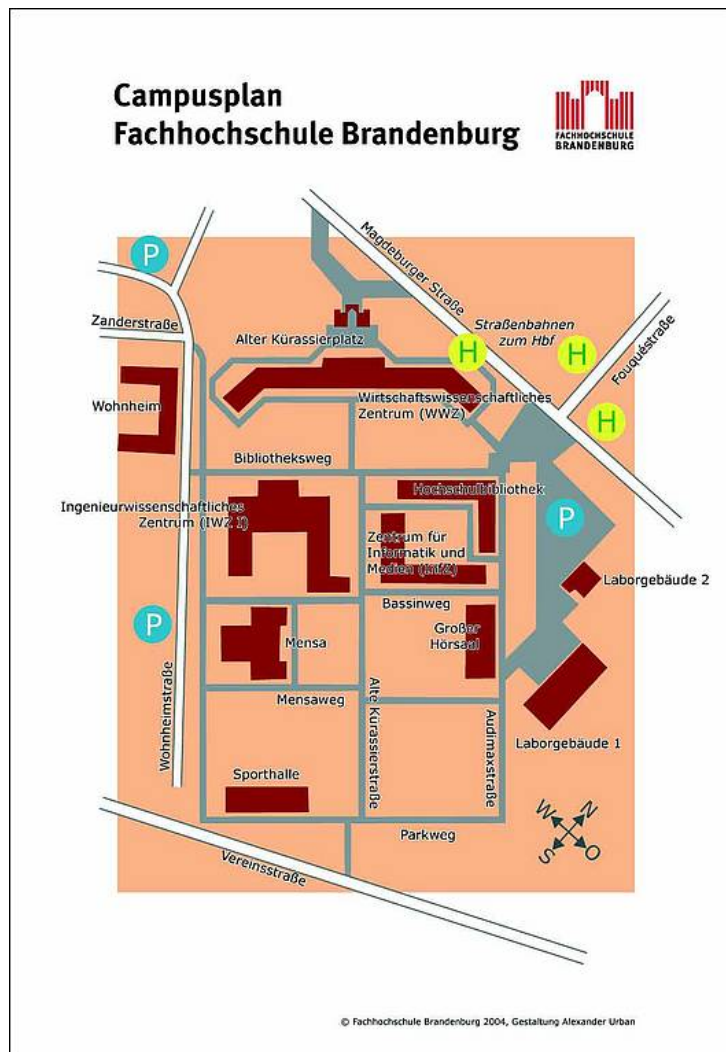 Campusplan
Fachhochschule Brandenburg
FACHHOCHSCHULE
BRANDENBURG
P
Magdeburger Straße
Zanderstraße
Alter Kürassierplatz
Straßenbahnen
zum Hbf
H
H
Fouquéstraße
Wohnheim
Wirtschaftswissenschaftliches
Zentrum (WWZ)
H
Bibliotheksweg
Hochschulbibliothek
Ingenieurwissenschaftliches
Zentrum (IWZ I)
P
Zentrum für
Informatik und
Medien (InfZ)
Laborgebäude 2
Bassinweg
P
Mensa
Großer
Hörsaal
Wohnheimstraße
Mensaweg
Alte Kürassierstraße
Audimaxstraße
Laborgebäude 1
Sporthalle
W
N
S
O
Parkweg
Vereinsstraße
© Fachhochschule Brandenburg 2004, Gestaltung Alexander Urban